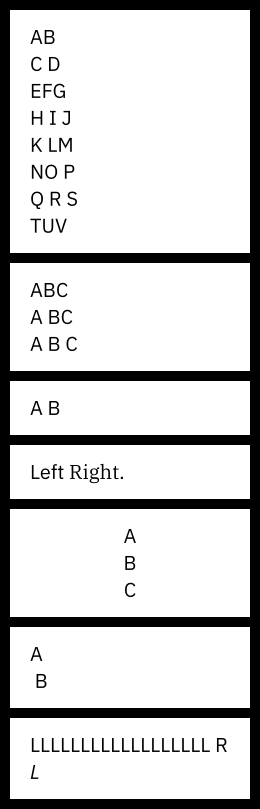 AB
C D
EFG
H I J
K LM
NO P
Q R S
TUV
ABC
A BC
A B C
A B
Left Right.
A
B
C
A
B
LLLLLLLLLLLLLLLLLL R
L